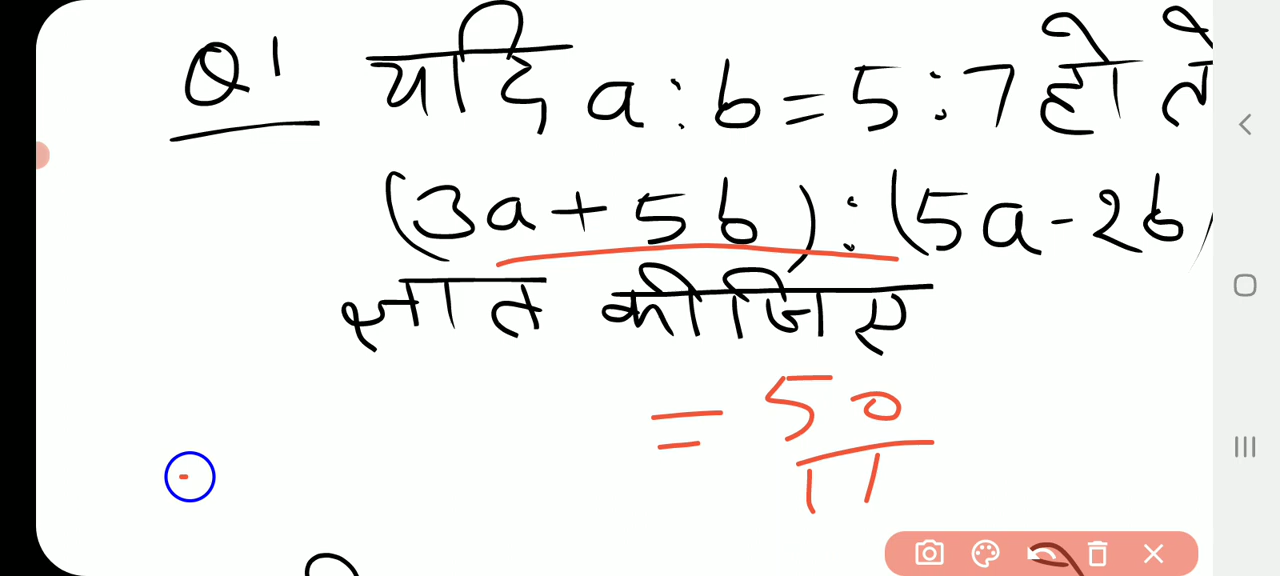 Q1 यदि a:b=5:7 हो तो
(3a+5b):(5a-2b)
ज्ञात कीजिए
= 50
11